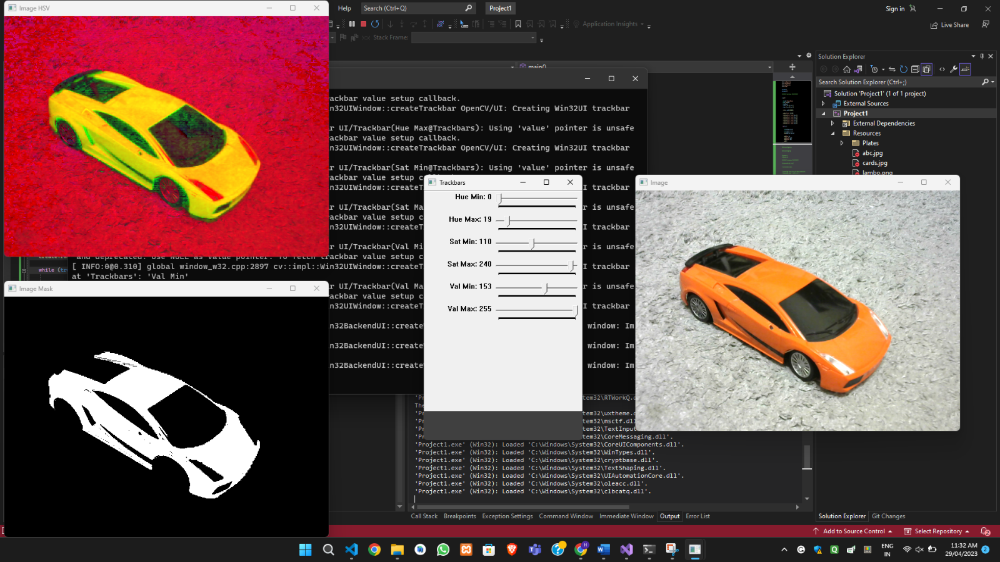 Image HSV
Help
Search (Ctrl+Q)
Project1
Sign in
Application Insights
Live Share
Stack Frame:
main()
Solution Explorer
Search Solution Explorer (Ctrl+;)
Solution 'Project1' (1 of 1 project)
External Sources
Project1
External Dependencies
Resources
Plates
abc.jpg
cards.jpg
lambo.png
rackbar value setup callback.
n32UIWindow::createTrackbar OpenCV/UI: Creating Win32UI trackbar
r UI/Trackbar(Hue Max@Trackbars): Using 'value' pointer is unsafe
rackbar value setup callback.
n32UIWindow::createTrackbar OpenCV/UI: Creating Win32UI trackbar
r UI/Trackbar(Sat Min@Trackbars): Using 'value' pointer is unsafe
rackbar value setup c
n32UIWindow::createT
I trackbar
r UI/Trackbar(Sat Ma
r is unsafe
rackbar value setup c
n32UIWindow::createT
I trackbar
r UI/Trackbar(Val Mi
r is unsafe
and deprecated. Use NULL as value pointer. To fetch trackbar value setup c
[ INFO:0@0.310] global window_w32.cpp:2897 cv::impl::Win32UIWindow::createT
I trackbar
at 'Trackbars': 'Val Min'
r UI/Trackbar(Val Ma
r is unsafe
rackbar value setup c
n32UIWindow::createT
I trackbar
n32BackendUI::create
window: Im
n32BackendUI::create
window: Im
n32BackendUI::create
window: Im
while (tr
Trackbars
Hue Min: 0
Hue Max: 19
Sat Min: 110
Sat Max: 240
Val Min: 153
Val Max: 255
Image
Image Mask
'Proj
tem32\RTWorkQ.d
The
'Pr
tem32\uxtheme.d
'Pr
tem32\msctf.dll
'Pr
tem32\TextInput
'Pr
tem32\CoreMessaging.dll'.
'Project1.exe' (Win32): Loaded 'C:\Windows\System32\CoreUIComponents.dll'.
'Project1.exe' (Win32): Loaded 'C:\Windows\System32\WinTypes.dll'.
'Project1.exe' (Win32): Loaded 'C:\Windows\System32\cryptbase.dll'.
'Project1.exe' (Win32): Loaded 'C:\Windows\System32\TextShaping.dll'.
'Project1.exe' (Win32): Loaded 'C:\Windows\System32\UIAutomationCore.dll'.
'Project1.exe' (Win32): Loaded 'C:\Windows\System32\oleacc.dll'.
'Project1.exe' (Win32): Loaded 'C:\Windows\System32\clbcatq.dll'.
Call Stack Breakpoints Exception Settings Command Window Immediate Window Output Error List
Solution Explorer Git Changes
Add to Source Control
Select Repository
ENG
IN
11:32 AM
29/04/2023